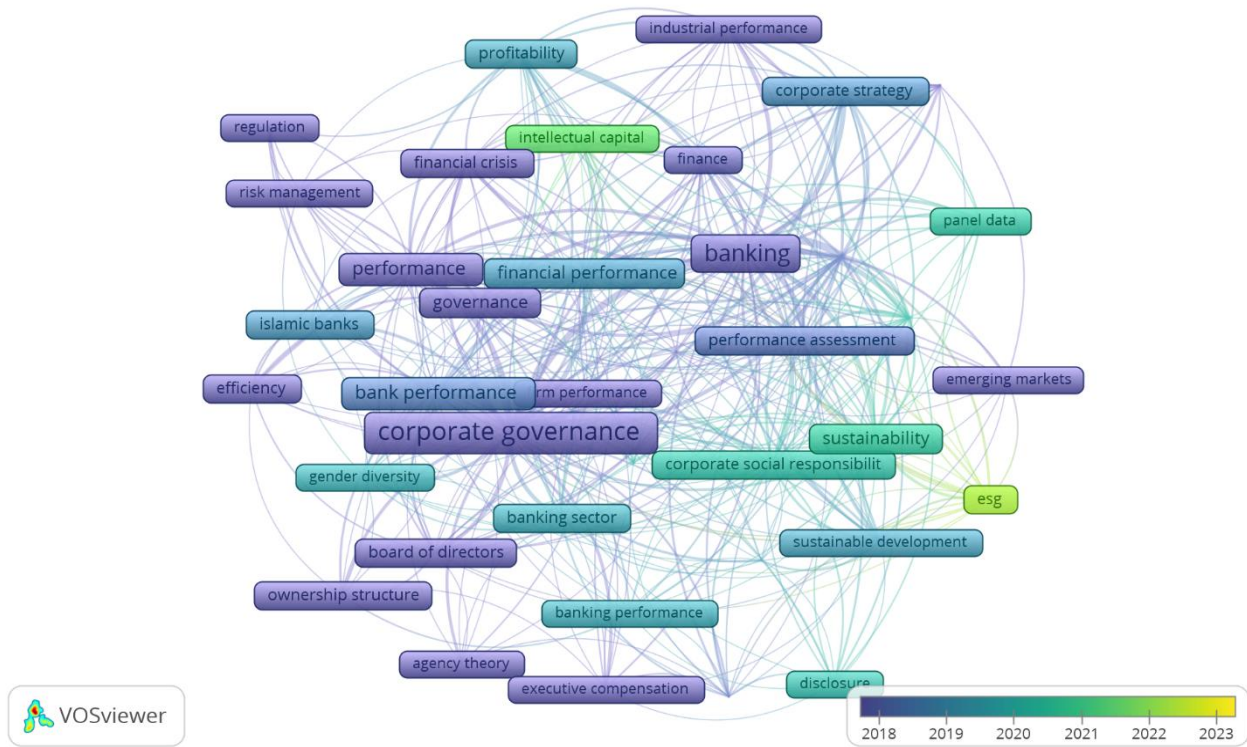 industrial performance
profitability
corporate strategy
regulation
intellectual capital
financial crisis
finance
risk management
panel data
banking
performance
financial performance
governance
islamic banks
performance assessment
emerging markets
efficiency
bank performance
rm performance
corporate governance
sustainability
corporate social responsibilit
gender diversity
esg
banking sector
sustainable development
board of directors
ownership structure
banking performance
agency theory
executive compensation
disclosure
VOSviewer
2018 2019 2020 2021 2022 2023